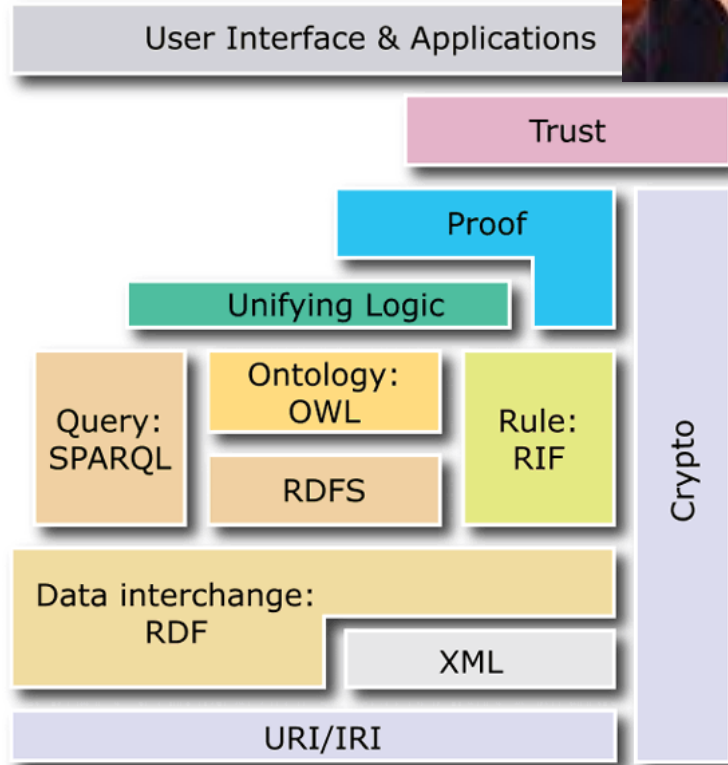 User Interface & Applications
Trust
Proof
Unifying Logic
Query:
SPARQL
Ontology:
OWL
RDFS
Rule:
RIF
Crypto
Data interchange:
RDF
XML
URI/IRI